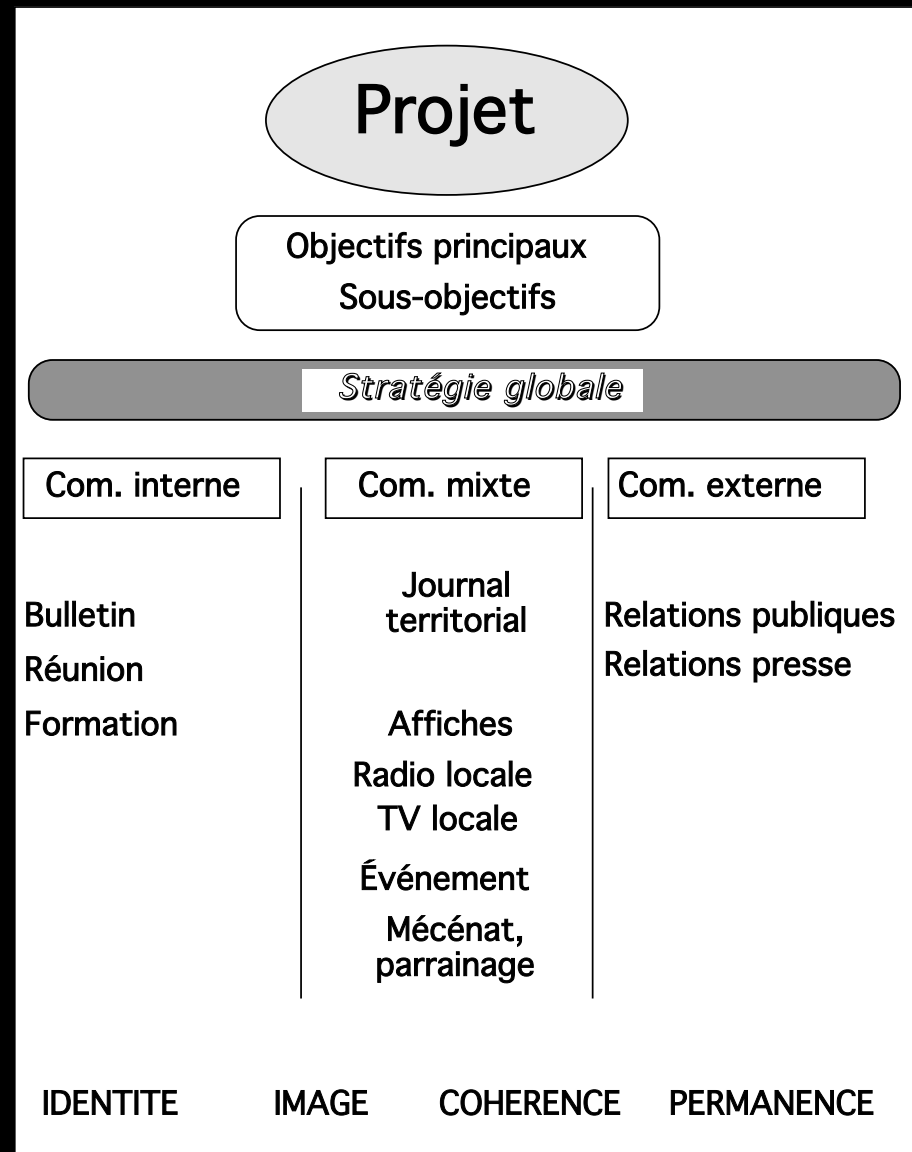 Projet
Objectifs principaux
Sous-objectifs
Stratégie globale
Com. interne
Bulletin
Réunion
Formation
Com. mixte
Journal
territorial
Affiches
Radio locale
TV locale
Événement
Mécénat,
parrainage
Com. externe
Relations publiques
Relations presse
IDENTITE IMAGE COHERENCE PERMANENCE